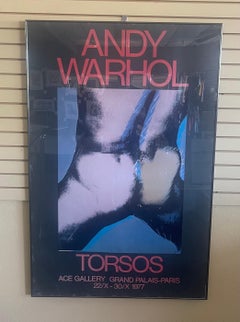 ANDY
WARHOL
TORSOS
ACE GALLERY GRAND PALAIS-PARIS
22/X - 30/X 1977